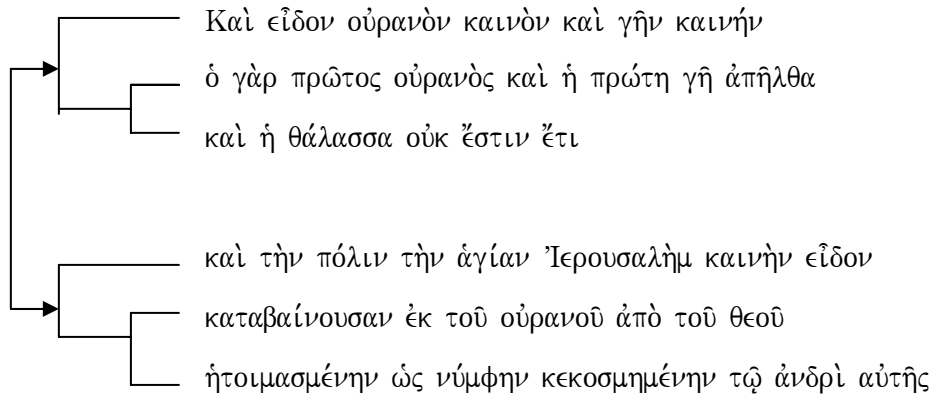 Καὶ εἶδον οὐρανὸν καινὸν καὶ γῆν καινήν
ὁ γὰρ πρῶτος οὐρανὸς καὶ ἡ πρώτη γῆ ἀπῆλθα
καὶ ἡ θάλασσα οὐκ ἔστιν ἔτι
καὶ τὴν πόλιν τὴν ἁγίαν Ἰερουσαλὴμ καινὴν εἶδον
καταβαίνουσαν ἐκ τοῦ οὐρανοῦ ἀπὸ τοῦ θεοῦ
ἡτοιμασμένην ὡς νύμφην κεκοσμημένην τῷ ἀνδρὶ αὐτῆς